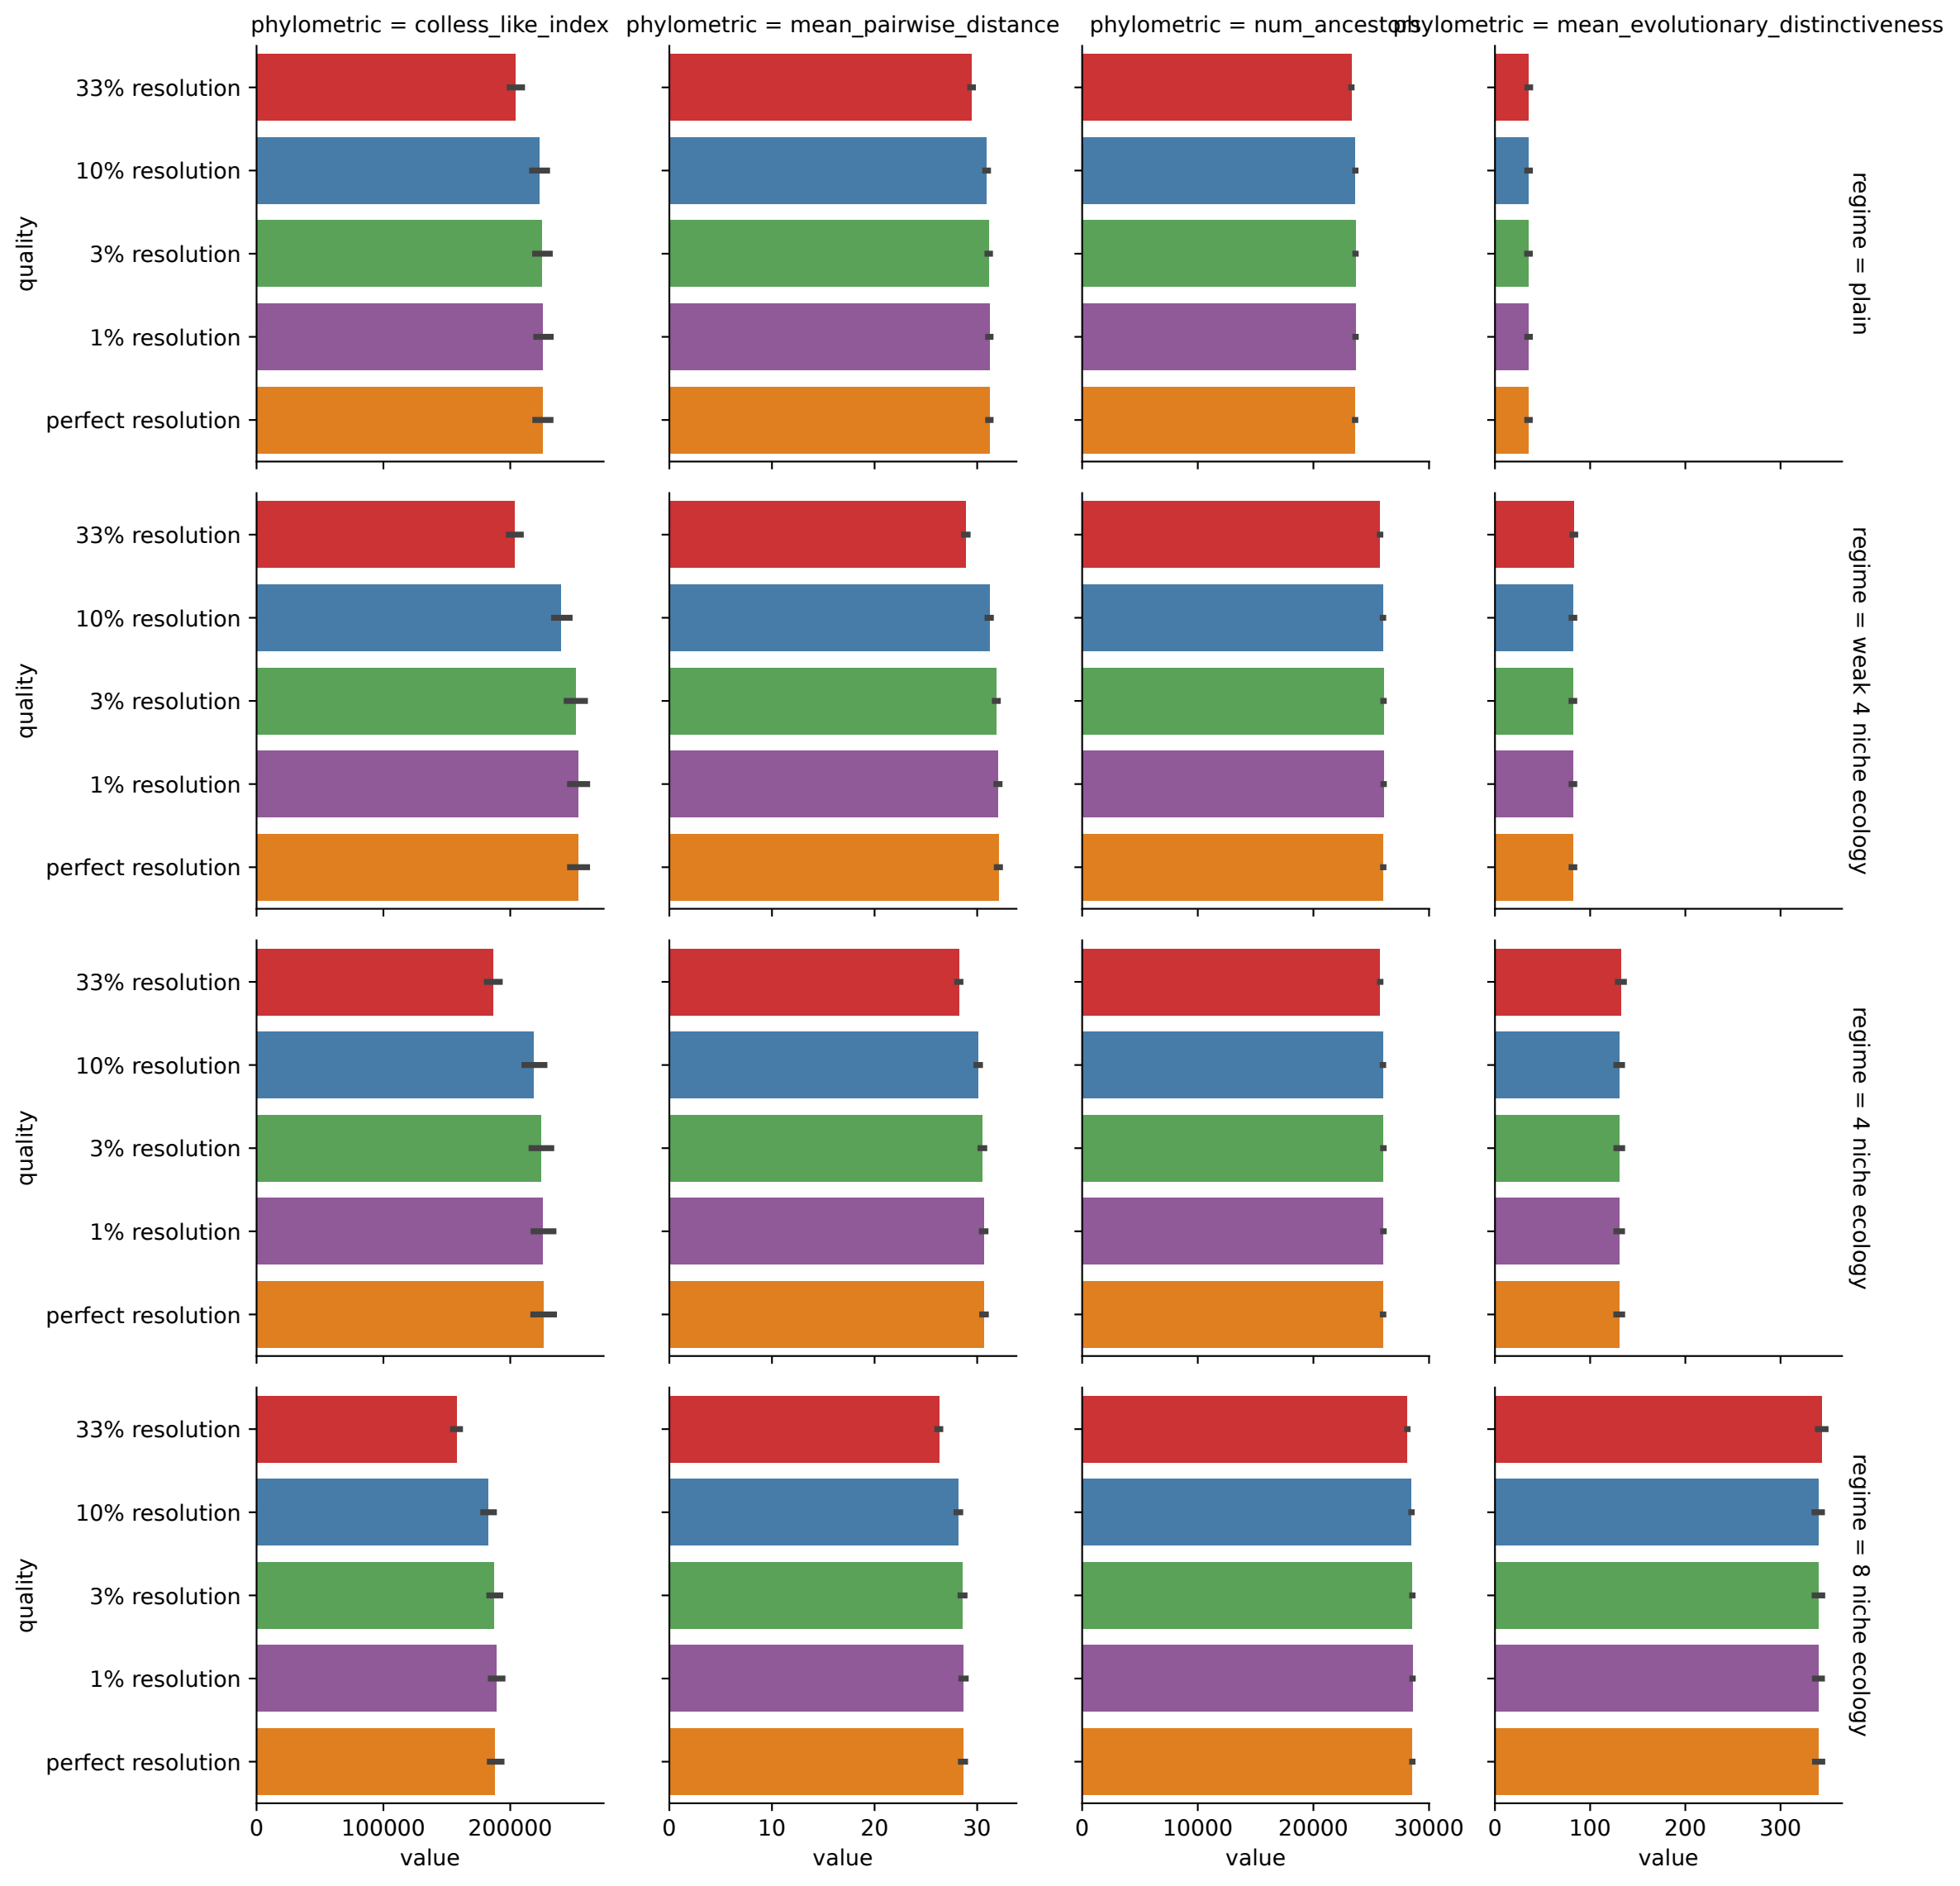 phylometric = colless_like_index
phylometric = mean_pairwise_distance
phylometric = num_ancestors
phylometric = mean_evolutionary_distinctiveness
quality
33% resolution
10% resolution
3% resolution
1% resolution
perfect resolution
regime = plain
quality
33% resolution
10% resolution
3% resolution
1% resolution
perfect resolution
regime = weak 4 niche ecology
quality
33% resolution
10% resolution
3% resolution
1% resolution
perfect resolution
regime = 4 niche ecology
quality
33% resolution
10% resolution
3% resolution
1% resolution
perfect resolution
regime = 8 niche ecology
0 100000 200000
0 10 20 30
0 10000 20000 30000
0 100 200 300
value
value
value
value